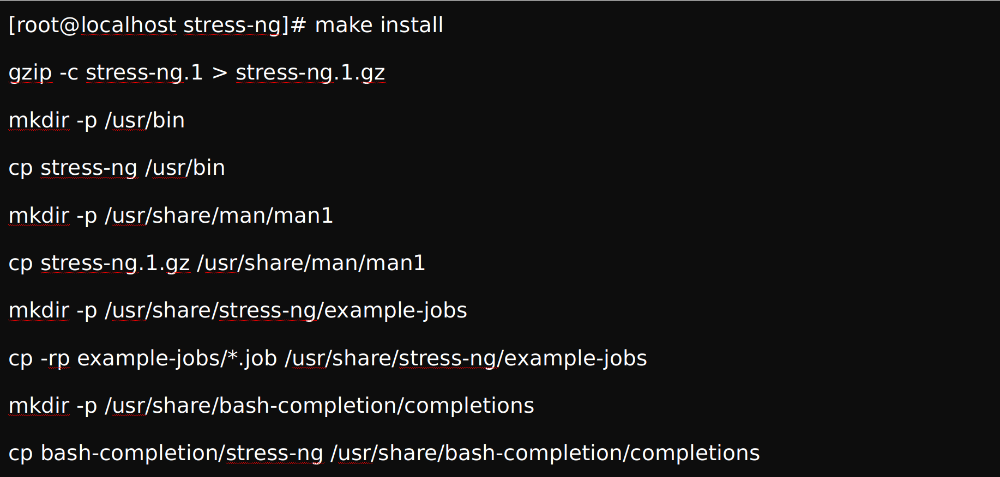 [root@localhost stress-ng]# make install
gzip -c stress-ng.1 > stress-ng.1.gz
mkdir -p /usr/bin
cp stress-ng /usr/bin
mkdir -p /usr/share/man/man1
cp stress-ng.1.gz /usr/share/man/man1
mkdir -p /usr/share/stress-ng/example-jobs
cp -rp example-jobs/*.job /usr/share/stress-ng/example-jobs
mkdir -p /usr/share/bash-completion/completions
cp bash-completion/stress-ng /usr/share/bash-completion/completions